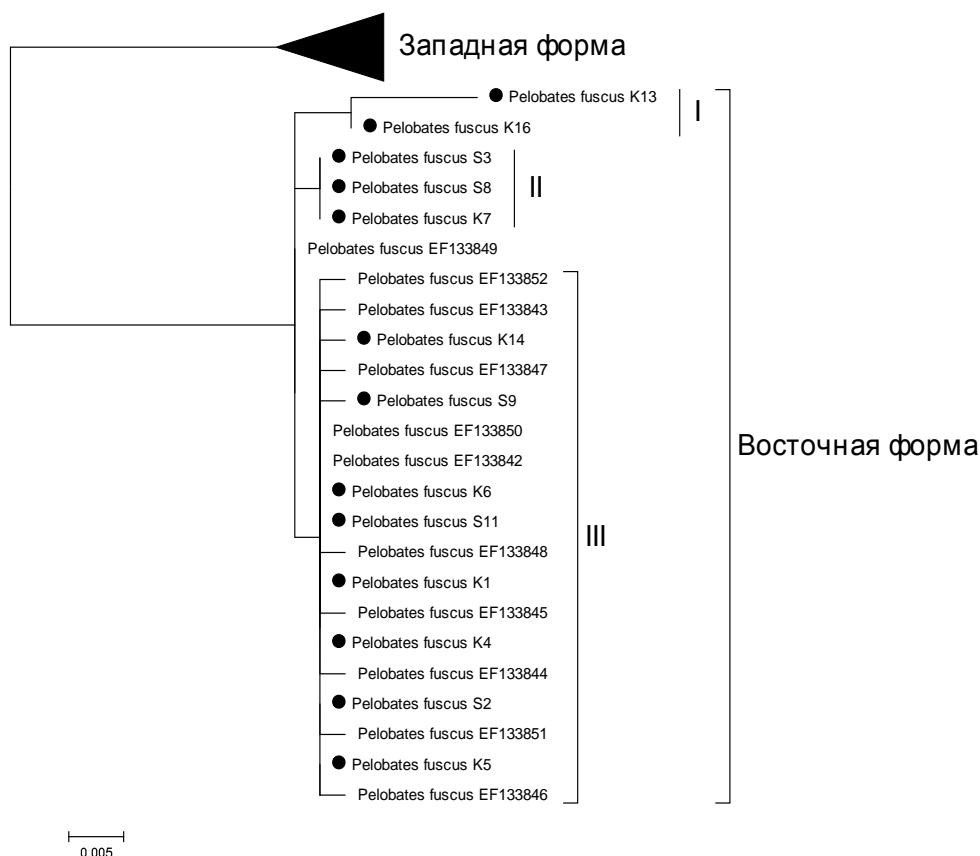 Западная форма
Pelobates fuscus K13
I
Pelobates fuscus K16
Pelobates fuscus S3
Pelobates fuscus S8
II
Pelobates fuscus K7
Pelobates fuscus EF133849
Pelobates fuscus EF133852
Pelobates fuscus EF133843
Pelobates fuscus K14
Pelobates fuscus EF133847
Pelobates fuscus S9
Pelobates fuscus EF133850
Восточная форма
Pelobates fuscus EF133842
Pelobates fuscus K6
Pelobates fuscus S11
III
Pelobates fuscus EF133848
Pelobates fuscus K1
Pelobates fuscus EF133845
Pelobates fuscus K4
Pelobates fuscus EF133844
Pelobates fuscus S2
Pelobates fuscus EF133851
Pelobates fuscus K5
Pelobates fuscus EF133846
0.005